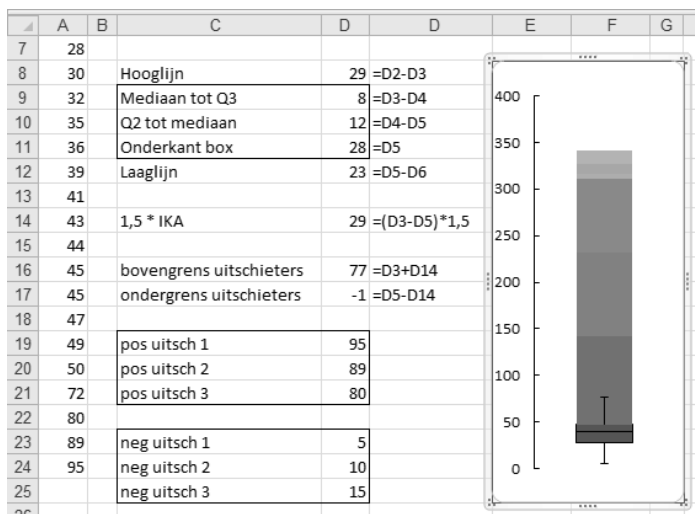 A B C D D E F G
7 28
8 30 Hooglijn 29 =D2-D3
9 32 Mediaan tot Q3 8 =D3-D4
10 35 Q2 tot mediaan 12 =D4-D5
11 36 Onderkant box 28 =D5
12 39 Laaglijn 23 =D5-D6
13 41
14 43 1,5 * IKA 29 =(D3-D5)*1,5
15 44
16 45 bovengrens uitschieters 77 =D3+D14
17 45 ondergrens uitschieters -1 =D5-D14
18 47
19 49 pos uitsch 1 95
20 50 pos uitsch 2 89
21 72 pos uitsch 3 80
22 80
23 89 neg uitsch 1 5
24 95 neg uitsch 2 10
25 neg uitsch 3 15
400
350
300
250
200
150
100
50
0